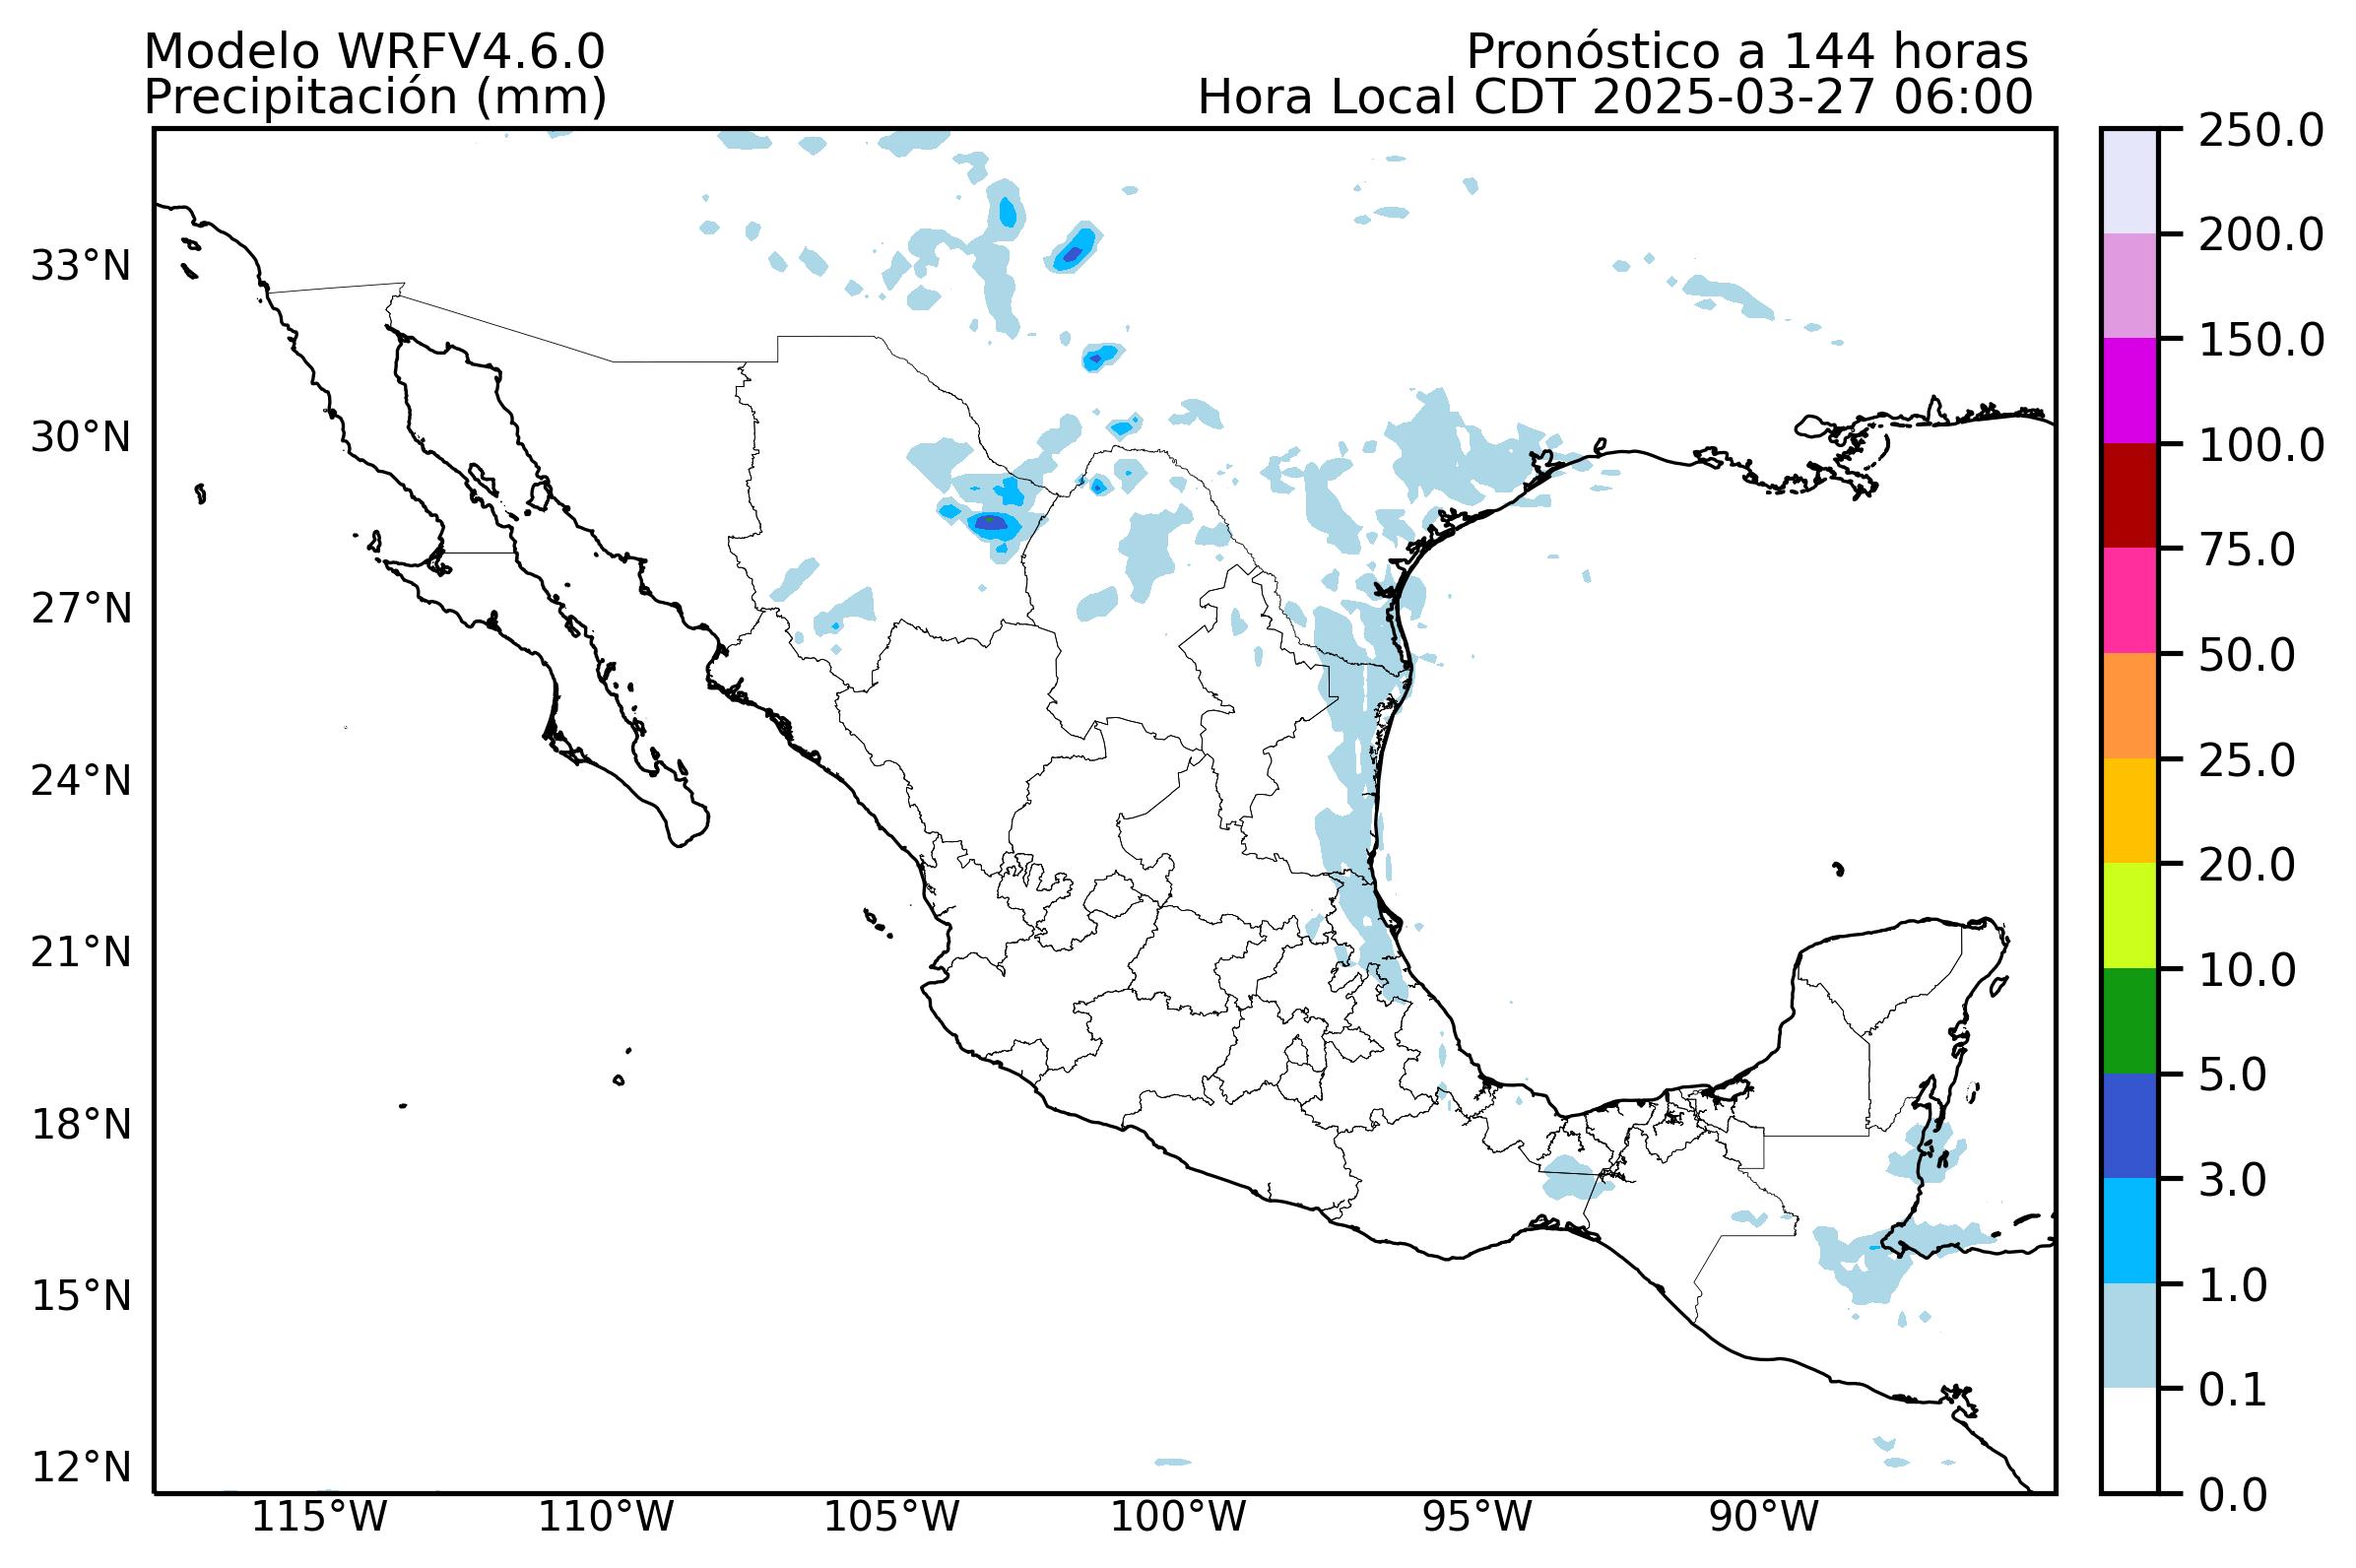 Modelo WRFV4.6.0
Precipitación (mm)
Pronóstico a 144 horas
Hora Local CDT 2025-03-27 06:00
33°N
30°N
27°N
24°N
21°N
18°N
15°N
12°N
115°W
110°W
105°W
100°W
95°W
90°W
250.0
200.0
150.0
100.0
75.0
50.0
25.0
20.0
10.0
5.0
3.0
1.0
0.1
0.0